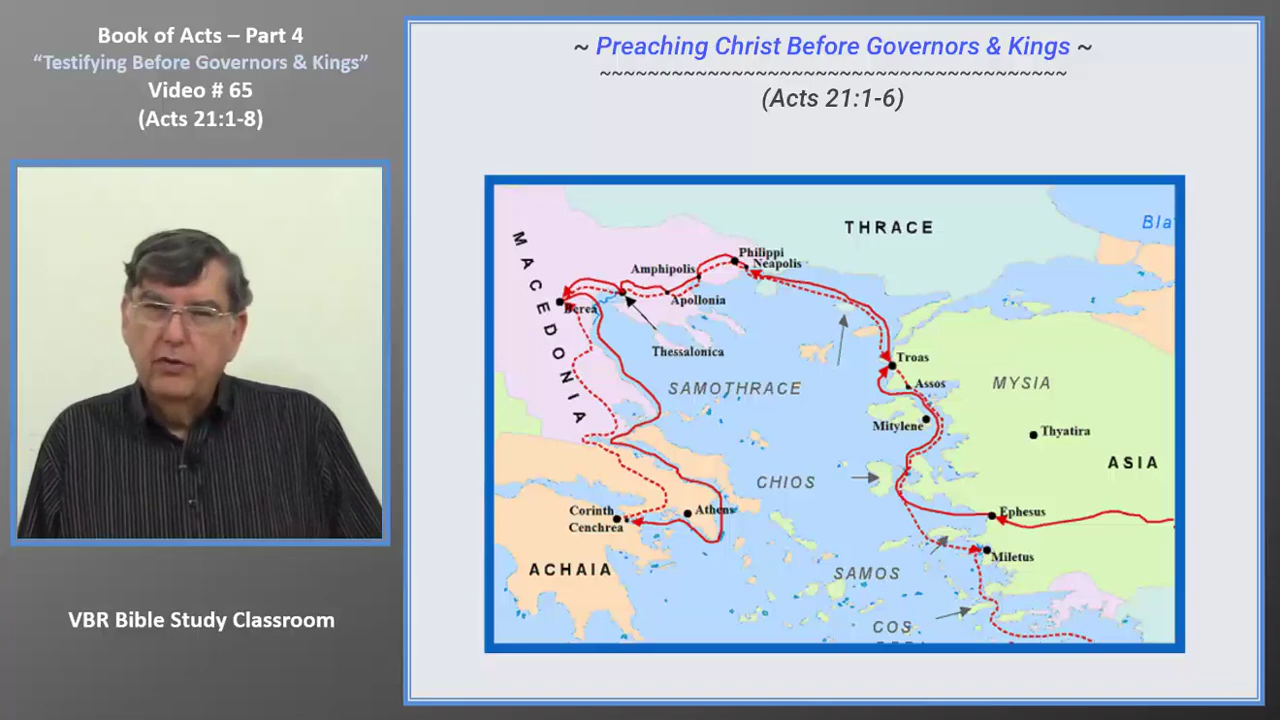 Book of Acts – Part 4
“Testifying Before Governors & Kings”
Video # 65
(Acts 21:1-8)
VBR Bible Study Classroom
~ Preaching Christ Before Governors & Kings ~
~~~~~~~~~~~~~~~~~~~~~~~~~~~~~~~~~~~~~~~
(Acts 21:1-6)
THRACE
Bla
MACEDONIA
Philippi
Neapolis
Amphipolis
Apollonia
Berea
Thessalonica
Troas
Assos
SAMOTHRACE
MYSIA
Mitylene
Thyatira
ASIA
CHIOS
Corinth
Cenchrea
Athens
Ephesus
Miletus
ACHAIA
SAMOS
COS